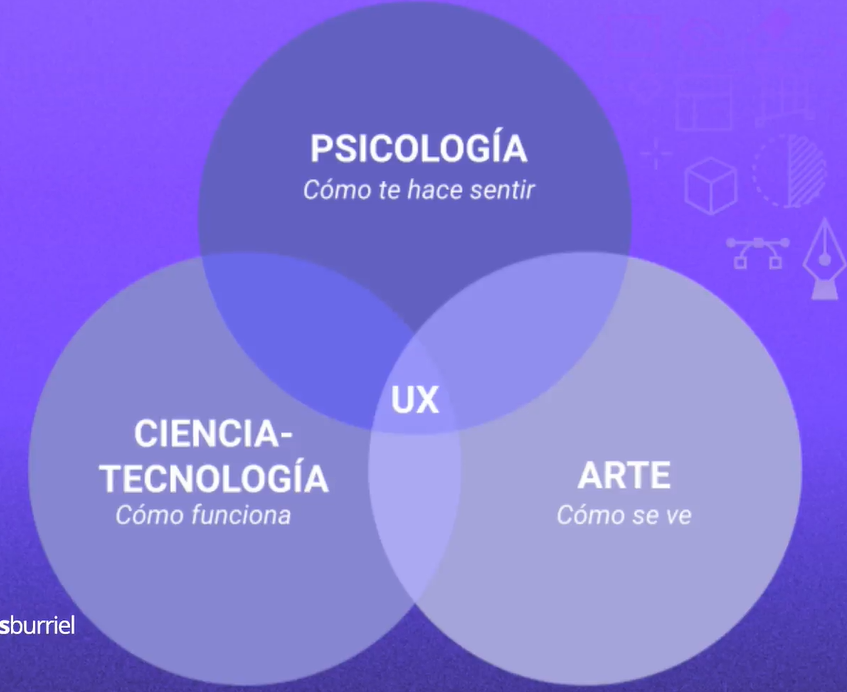 PSICOLOGÍA
Cómo te hace sentir
UX
CIENCIA-
TECNOLOGÍA
Cómo funciona
ARTE
Cómo se ve
sburriel